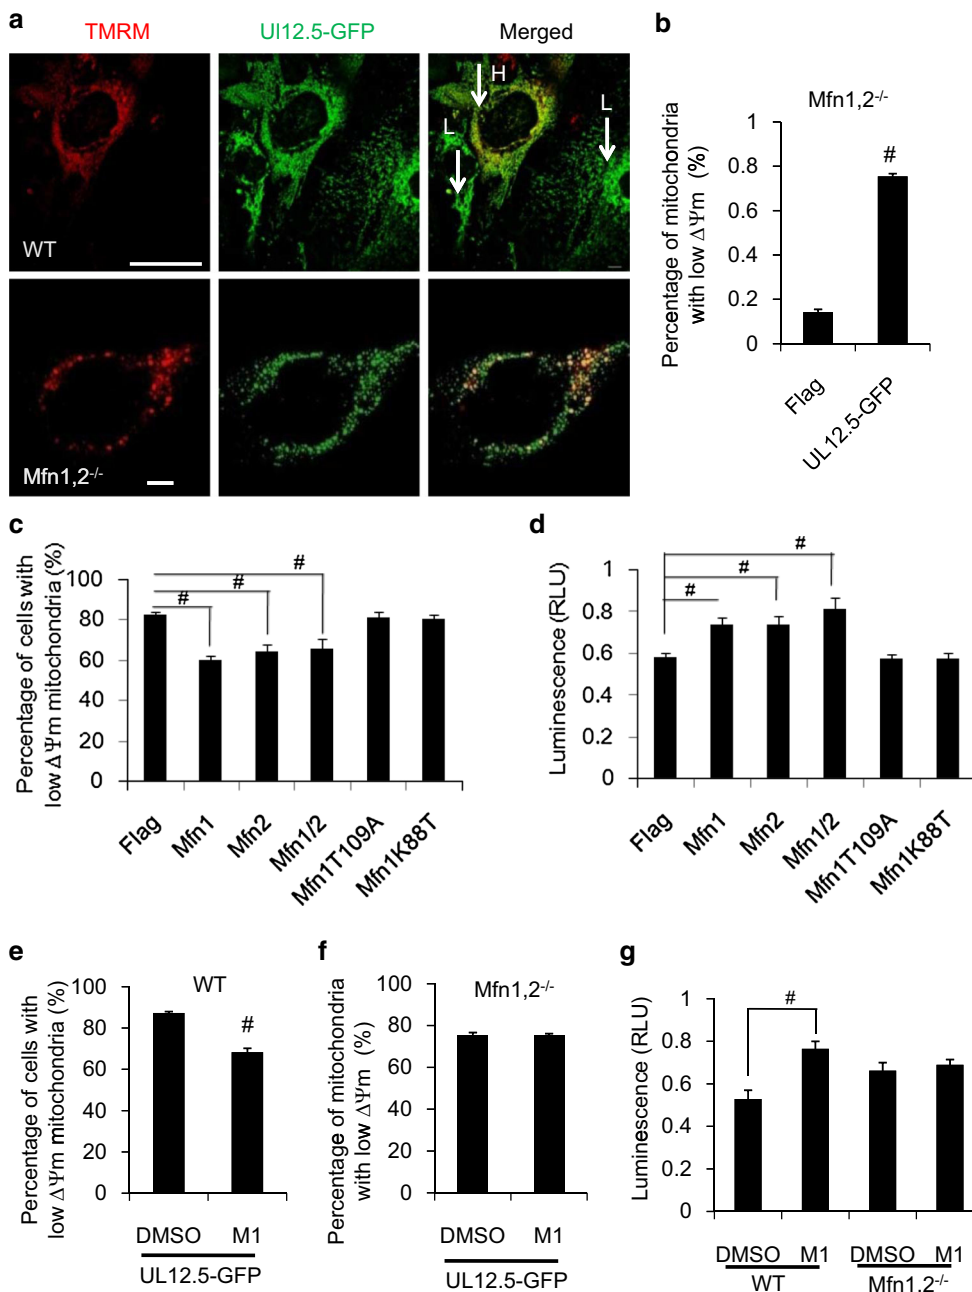 a
TMRM
Ul12.5-GFP
Merged
H
L
L
WT
Mfn1,2-/-
b
Mfn1,2-/-
Percentage of mitochondria
with low ΔΨm (%)
1
0.8
0.6
0.4
0.2
0
#
Flag
UL12.5-GFP
c
Percentage of cells with
low ΔΨm mitochondria (%)
100
80
60
40
20
0
#
#
#
Flag
Mfn1
Mfn2
Mfn1/2
Mfn1T109A
Mfn1K88T
d
Luminescence (RLU)
1
0.8
0.6
0.4
0.2
0
#
#
#
Flag
Mfn1
Mfn2
Mfn1/2
Mfn1T109A
Mfn1K88T
e
WT
Percentage of cells with
low ΔΨm mitochondria (%)
100
80
60
40
20
0
#
DMSO M1
UL12.5-GFP
f
Mfn1,2-/-
Percentage of mitochondria
with low ΔΨm (%)
100
80
60
40
20
0
DMSO M1
UL12.5-GFP
g
Luminescence (RLU)
1
0.8
0.6
0.4
0.2
0
#
DMSO M1 DMSO M1
WT Mfn1,2-/-